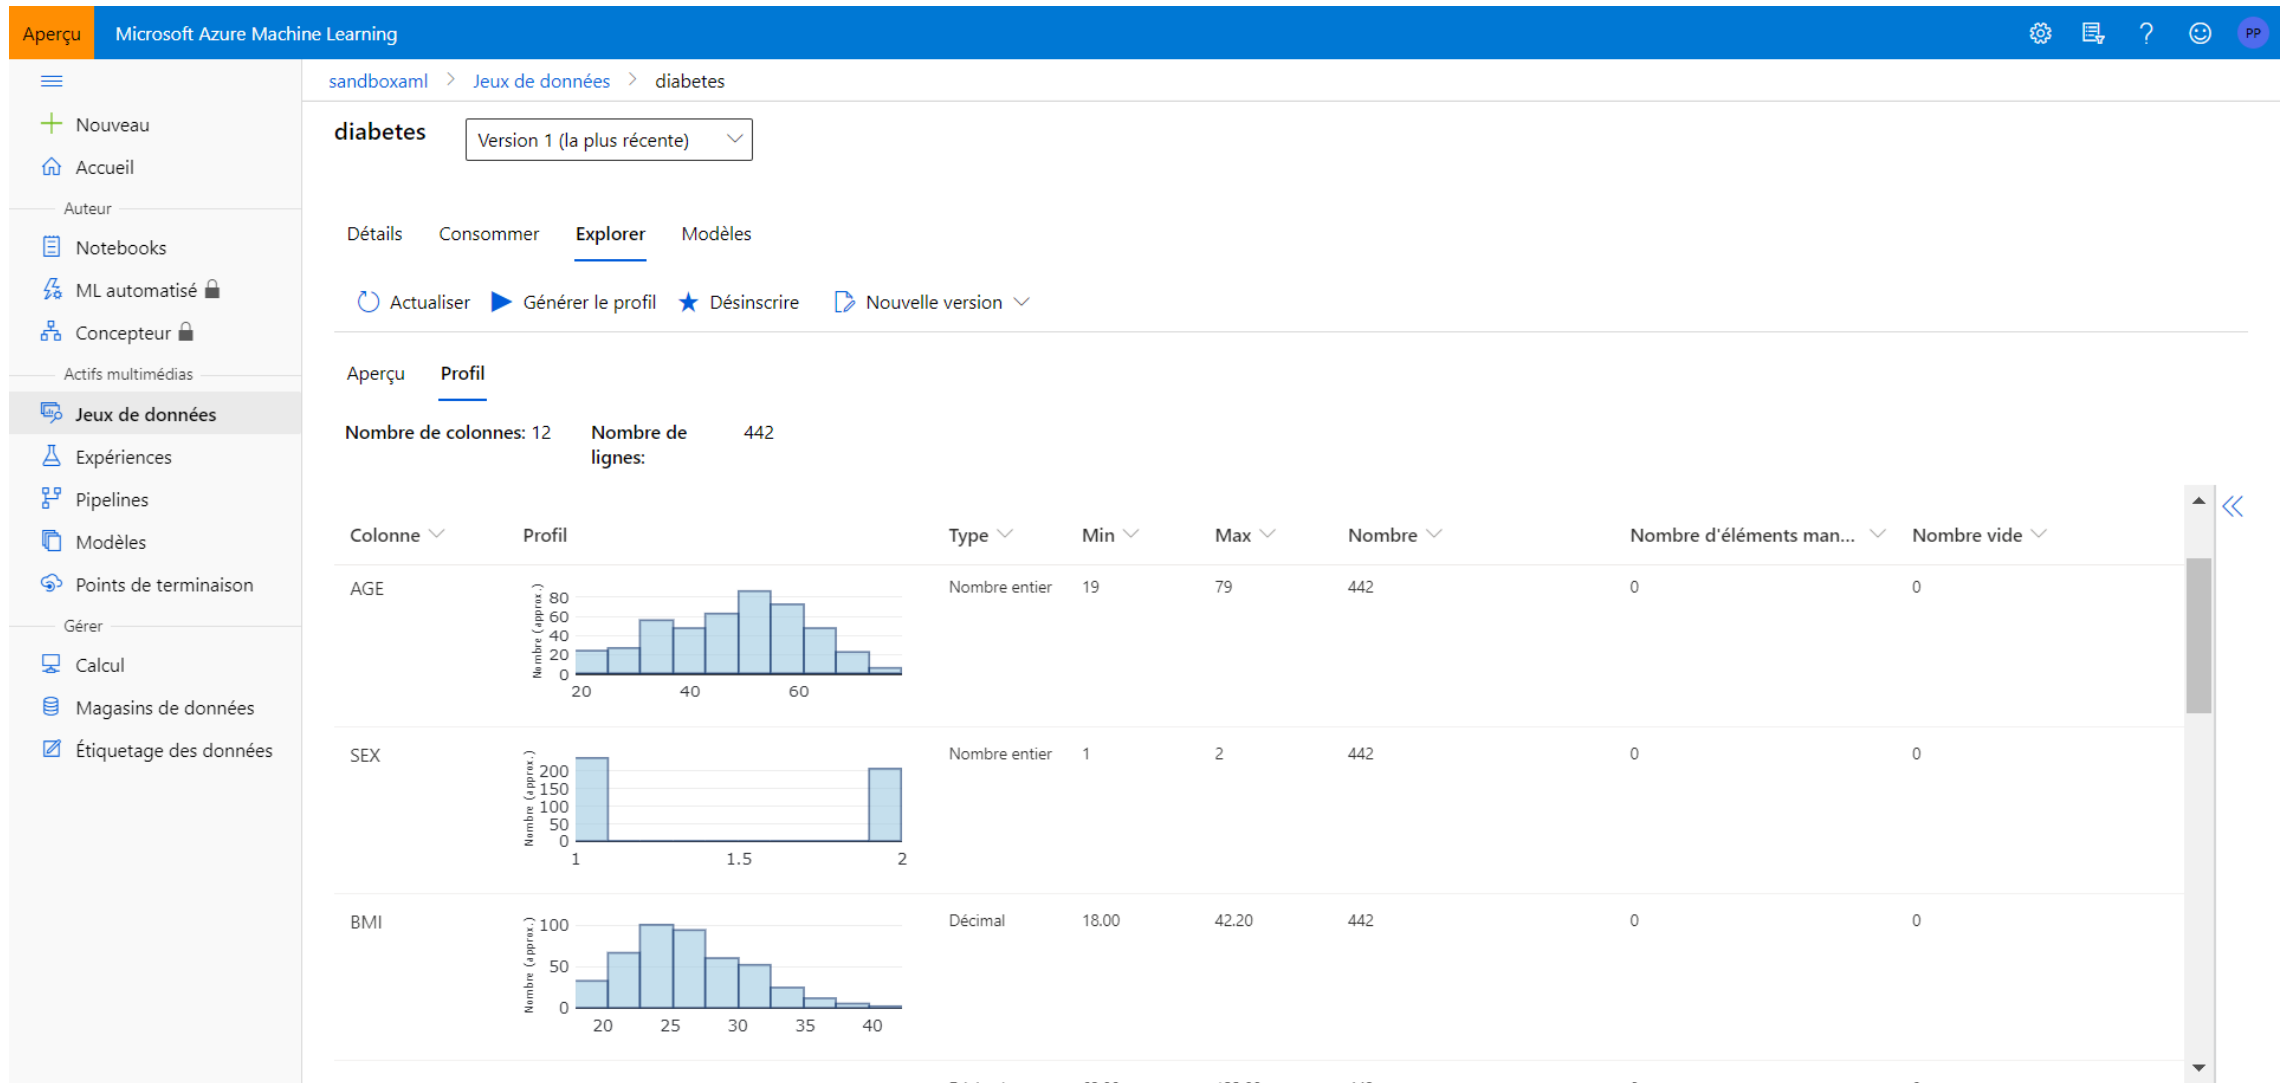 Aperçu Microsoft Azure Machine Learning PP
sandboxaml > Jeux de données > diabetes
Nouveau
Accueil
Auteur
Notebooks
ML automatisé
Concepteur
Actifs multimédias
Jeux de données
Expériences
Pipelines
Modèles
Points de terminaison
Gérer
Calcul
Magasins de données
Étiquetage des données
diabetes Version 1 (la plus récente)
Détails Consommer Explorer Modèles
Actualiser Générer le profil Désinscrire Nouvelle version
Aperçu Profil
Nombre de colonnes: 12 Nombre de lignes: 442
Colonne Profil Type Min Max Nombre Nombre d'éléments man... Nombre vide
AGE Nombre entier 19 79 442 0 0
Nombre (approx.)
80
60
40
20
0
20 40 60
SEX Nombre entier 1 2 442 0 0
Nombre (approx.)
200
150
100
50
0
1 1.5 2
BMI Décimal 18.00 42.20 442 0 0
Nombre (approx.)
100
50
0
20 25 30 35 40